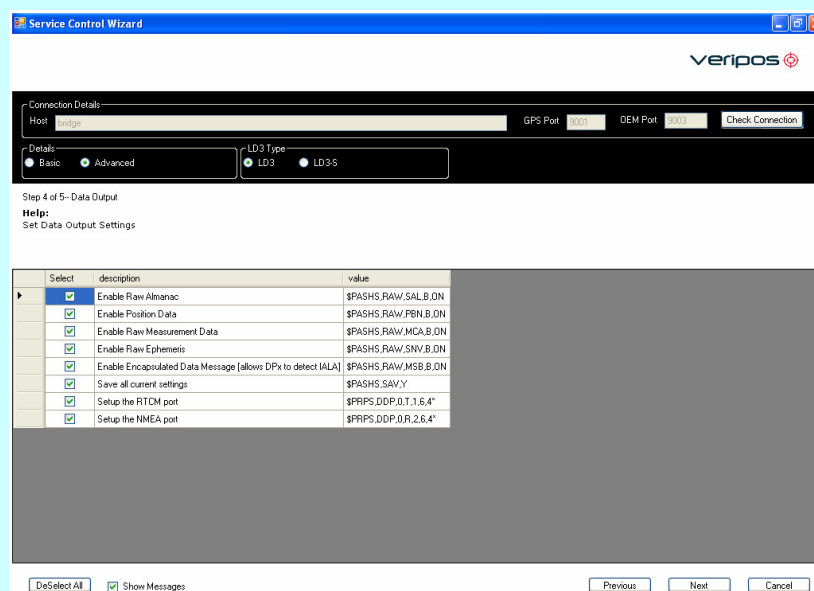 Service Control Wizard
veripos
Connection Details
Host bridge GPS Port 9001 OEM Port 9003 Check Connection
Details
Basic Advanced
LD3 Type
LD3 LD3-S
Step 4 of 5-- Data Output
Help:
Set Data Output Settings
Select description value
Enable Raw Almanac $PASHS,RAW,SAL,B,ON
Enable Position Data $PASHS,RAW,PBN,B,ON
Enable Raw Measurement Data $PASHS,RAW,MCA,B,ON
Enable Raw Ephemeris $PASHS,RAW,SNV,B,ON
Enable Encapsulated Data Message [allows DPx to detect IALA] $PASHS,RAW,MSB,B,ON
Save all current settings $PASHS,SAV,Y
Setup the RTCM port $PRPS,DDP,0,T,1,6,4*
Setup the NMEA port $PRPS,DDP,0,R,2,6,4*
DeSelect All Show Messages Previous Next Cancel